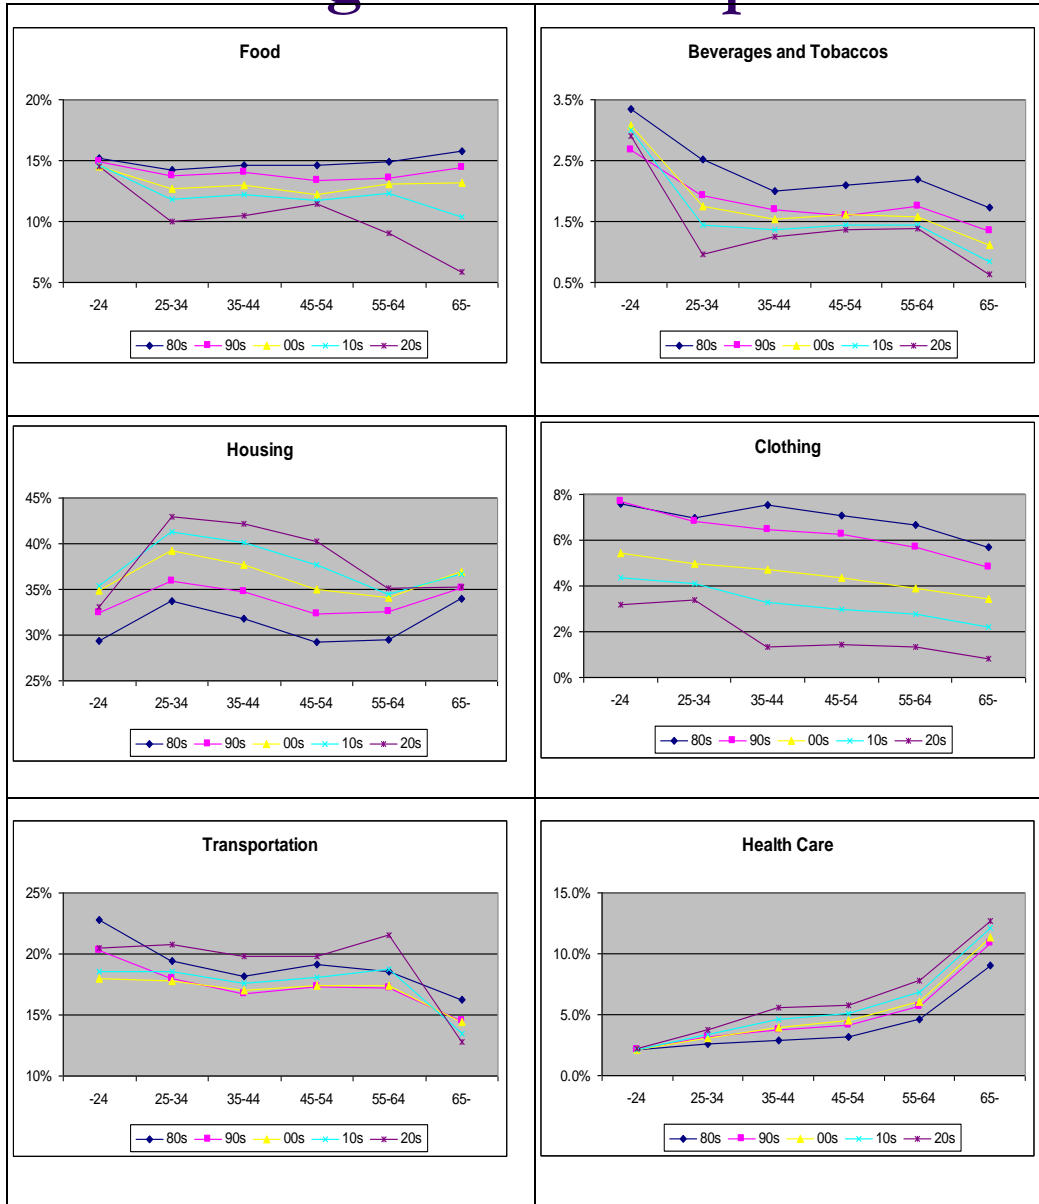 Food
20%
15%
10%
5%
-24 25-34 35-44 45-54 55-64 65-
80s 90s 00s 10s 20s
Beverages and Tobaccos
3.5%
2.5%
1.5%
0.5%
-24 25-34 35-44 45-54 55-64 65-
80s 90s 00s 10s 20s
Housing
45%
40%
35%
30%
25%
-24 25-34 35-44 45-54 55-64 65-
80s 90s 00s 10s 20s
Clothing
8%
6%
4%
2%
0%
-24 25-34 35-44 45-54 55-64 65-
80s 90s 00s 10s 20s
Transportation
25%
20%
15%
10%
-24 25-34 35-44 45-54 55-64 65-
80s 90s 00s 10s 20s
Health Care
15.0%
10.0%
5.0%
0.0%
-24 25-34 35-44 45-54 55-64 65-
80s 90s 00s 10s 20s